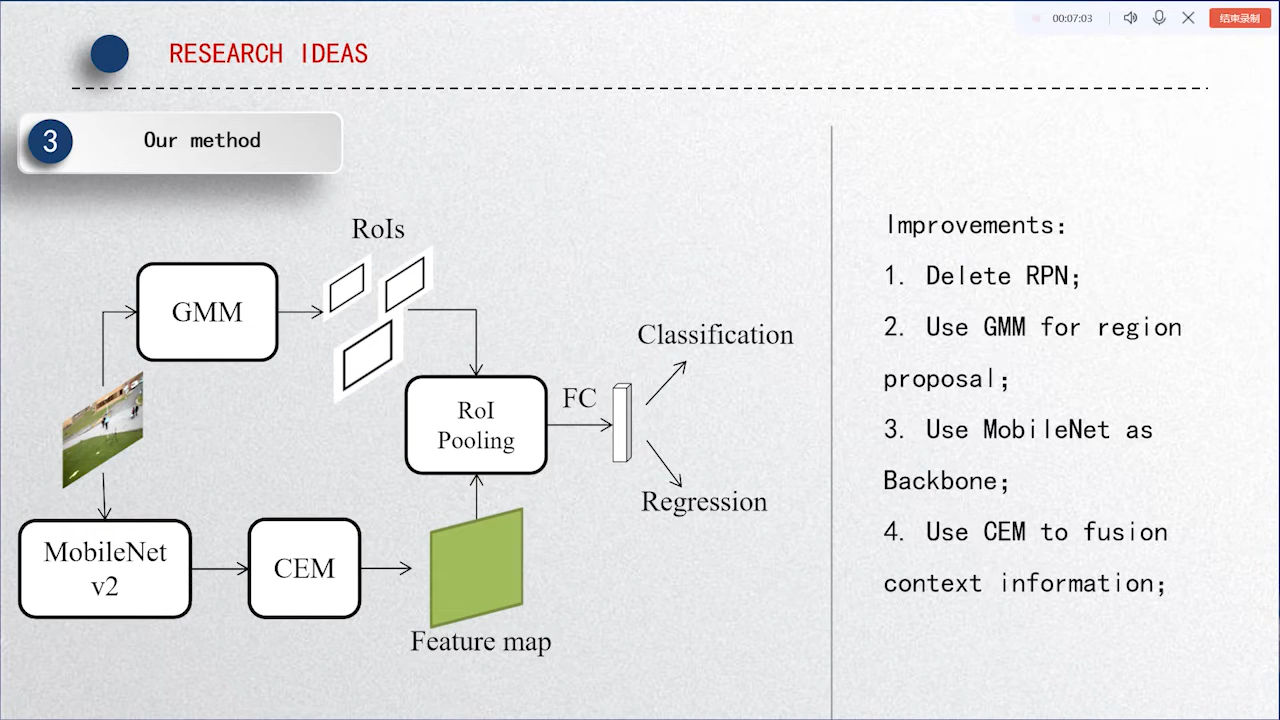 00:07:03
结束录制
RESEARCH IDEAS
3
Our method
RoIs
GMM
Classification
FC
RoI
Pooling
Regression
MobileNet
v2
CEM
Feature map
Improvements:
1. Delete RPN;
2. Use GMM for region
proposal;
3. Use MobileNet as
Backbone;
4. Use CEM to fusion
context information;